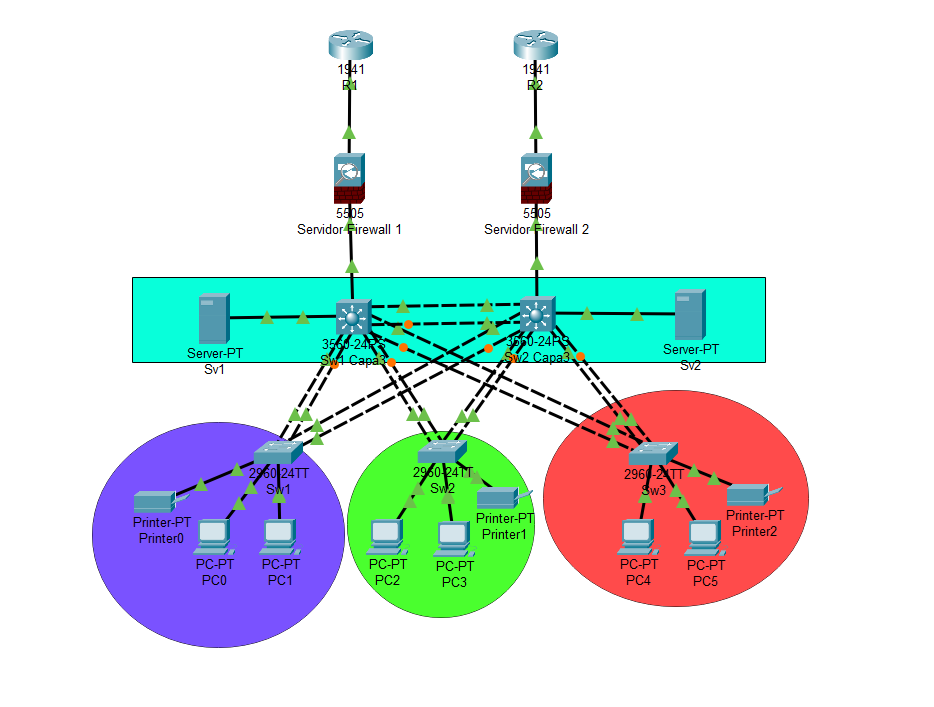 1941
R1
1941
R2
5505
Servidor Firewall 1
5505
Servidor Firewall 2
Server-PT
Sv1
3560-24PS
Sw1 Capa3
3560-24PS
Sw2 Capa3
Server-PT
Sv2
2960-24TT
Sw1
2960-24TT
Sw2
2960-24TT
Sw3
Printer-PT
Printer0
PC-PT
PC0
PC-PT
PC1
PC-PT
PC2
PC-PT
PC3
Printer-PT
Printer1
PC-PT
PC4
PC-PT
PC5
Printer-PT
Printer2